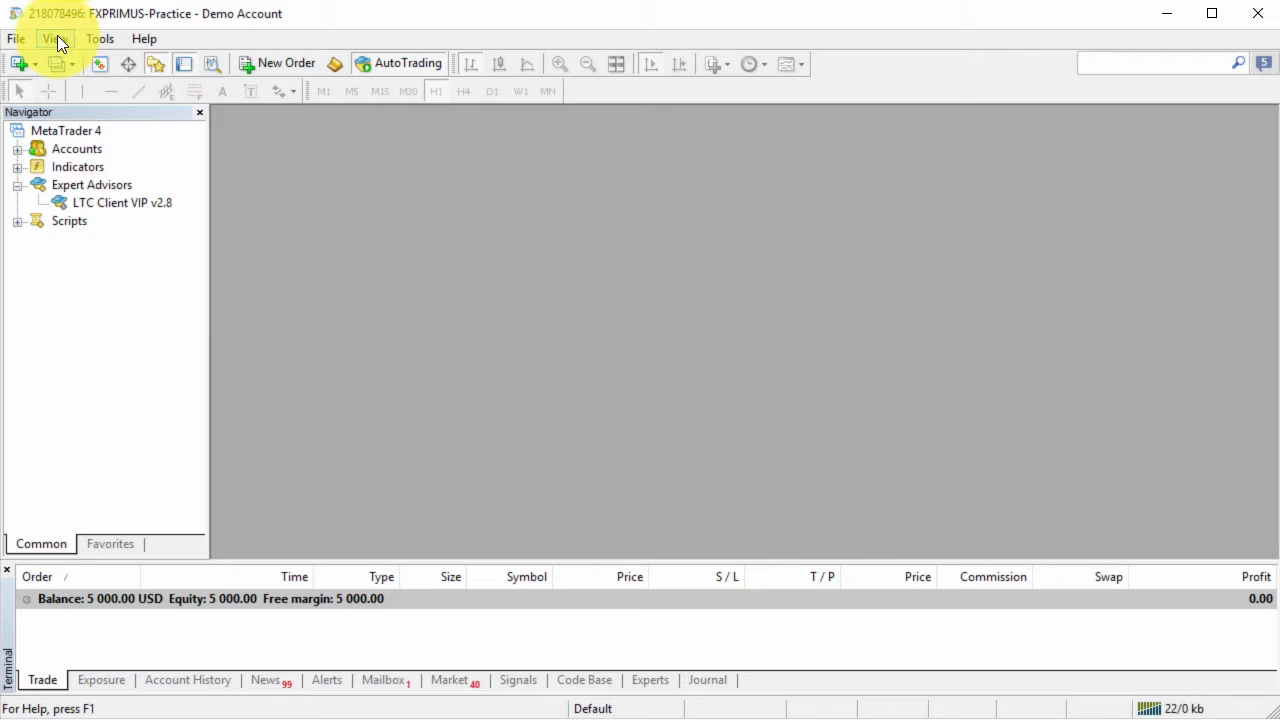 218078496: FXPRIMUS-Practice - Demo Account
File View Tools Help
New Order AutoTrading 5
A T E F M1 M5 M15 M30 H1 H4 D1 W1 MN
Navigator
MetaTrader 4
Accounts
Indicators
Expert Advisors
LTC Client VIP v2.8
Scripts
Common Favorites
Order / Time Type Size Symbol Price S / L T / P Price Commission Swap Profit
Balance: 5 000.00 USD Equity: 5 000.00 Free margin: 5 000.00 0.00
Terminal
Trade Exposure Account History News 99 Alerts Mailbox 1 Market 40 Signals Code Base Experts Journal
For Help, press F1 Default 22/0 kb